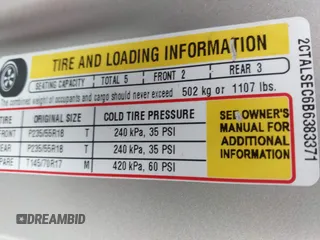 TIRE AND LOADING INFORMATION
SEATING CAPACITY TOTAL 5 FRONT 2 REAR 3
The combined weight of occupants and cargo should never exceed 502 kg or 1107 lbs.
TIRE ORIGINAL SIZE COLD TIRE PRESSURE
FRONT P235/55R18 T 240 kPa, 35 PSI
REAR P235/55R18 T 240 kPa, 35 PSI
SPARE T145/70R17 M 420 kPa, 60 PSI
SEE OWNER'S
MANUAL FOR
ADDITIONAL
INFORMATION
2CTALSEC6B6383371
DREAMBID